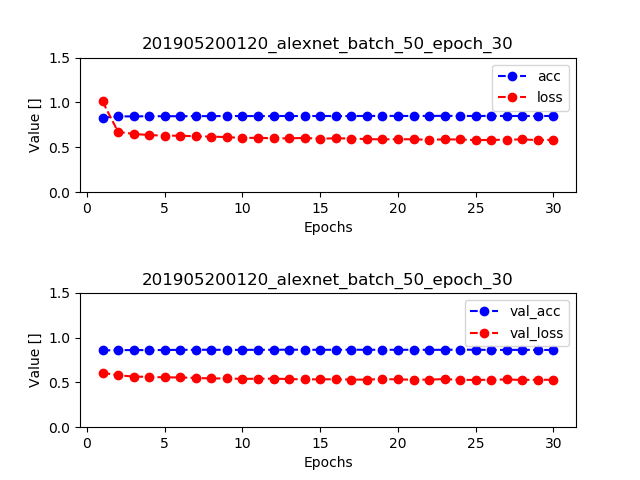 201905200120_alexnet_batch_50_epoch_30
1.5
1.0
0.5
0.0
Value []
acc
loss
0 5 10 15 20 25 30
Epochs
201905200120_alexnet_batch_50_epoch_30
1.5
1.0
0.5
0.0
Value []
val_acc
val_loss
0 5 10 15 20 25 30
Epochs